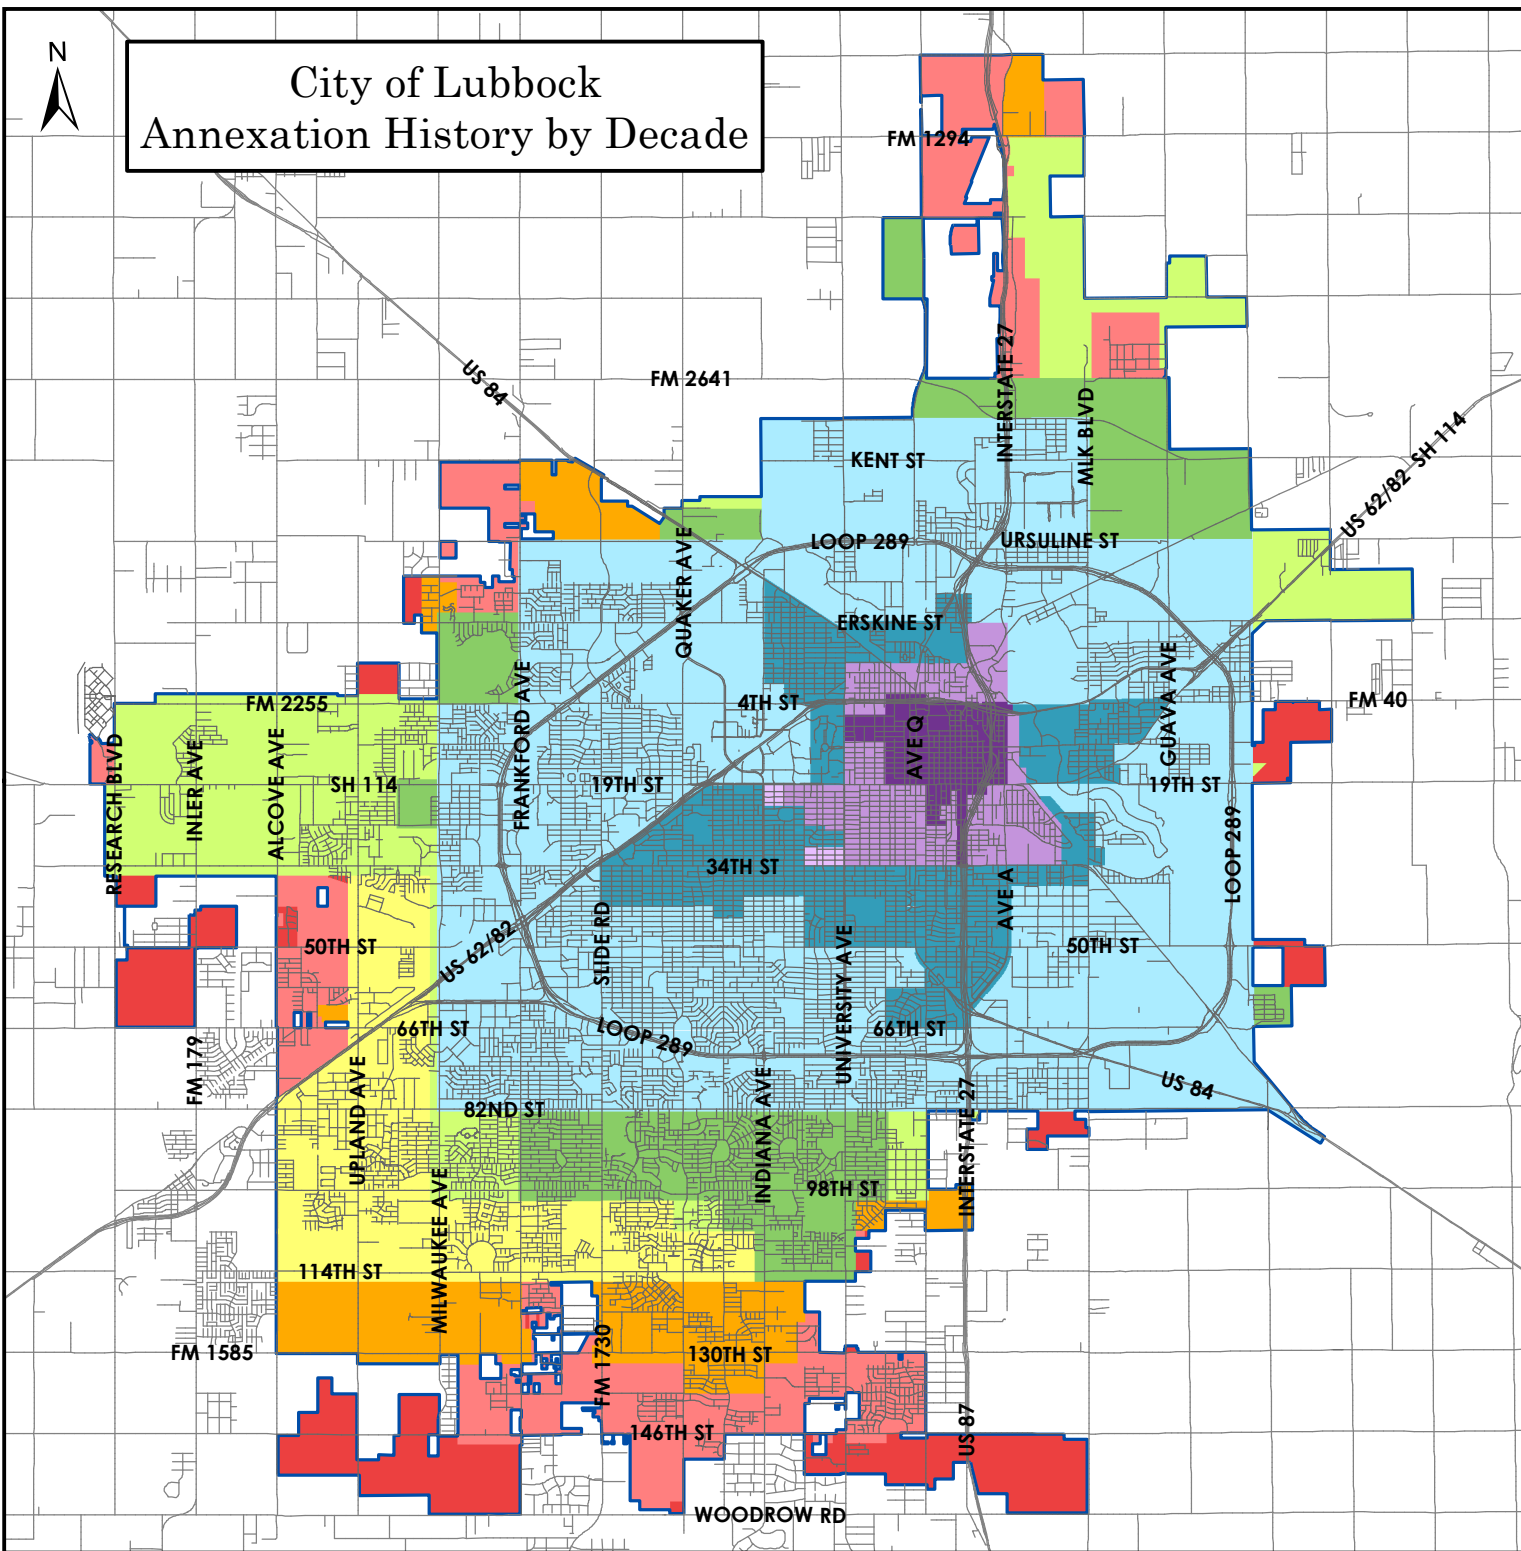 N
City of Lubbock
Annexation History by Decade
FM 1294
US 84
FM 2641
INTERSTATE 27
MLK BLVD
KENT ST
US 62/82 SH 114
QUAKER AVE
LOOP 289
URSULINE ST
ERSKINE ST
FRANKFORD AVE
GUAVA AVE
FM 2255
4TH ST
FM 40
RESEARCH BLVD
INLER AVE
ALCOVE AVE
AVE Q
SH 114
19TH ST
19TH ST
34TH ST
LOOP 289
AVE A
50TH ST
US 62/82
SLIDE RD
UNIVERSITY AVE
50TH ST
66TH ST
LOOP 289
66TH ST
FM 179
UPLAND AVE
INDIANA AVE
US 84
82ND ST
INTERSTATE 27
MILWAUKEE AVE
98TH ST
114TH ST
FM 1585
FM 1730
130TH ST
146TH ST
US 87
WOODROW RD